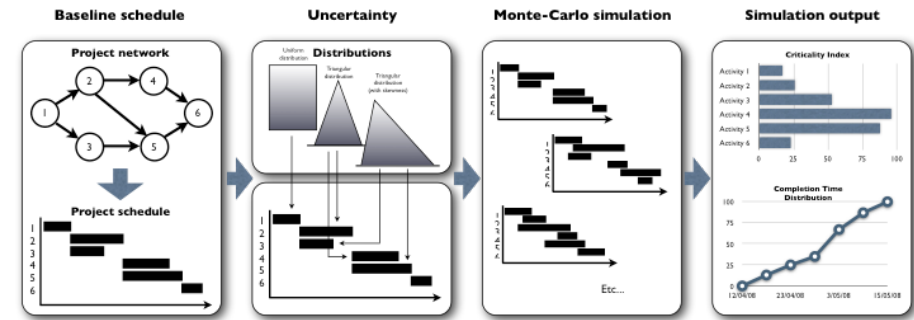 Baseline schedule
Uncertainty
Monte-Carlo simulation
Simulation output
Project network
1
2
3
4
5
6
Project schedule
1
2
3
4
5
6
Distributions
Uniform
distribution
Triangular
distribution
Triangular
distribution
(with skewness)
1
2
3
4
5
6
Etc...
Criticality Index
Activity 1
Activity 2
Activity 3
Activity 4
Activity 5
Activity 6
0 25 50 75 100
Completion Time
Distribution
100
75
50
25
0
12/04/08 23/04/08 3/05/08 15/05/08